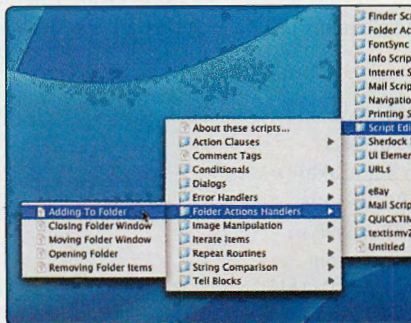 Finder Sc
Folder Ac
FontSync
Info Scrip
Internet S
Mail Scrip
Navigatio
Printing S
Script Edi
Sherlock
UI Elemen
URLs
eBay
Mail Scrip
QUICKTIN
textismv2
Untitled
About these scripts...
Action Clauses
Comment Tags
Conditionals
Dialogs
Error Handlers
Folder Actions Handlers
Image Manipulation
Iterate Items
Repeat Routines
String Comparison
Tell Blocks
Adding To Folder
Closing Folder Window
Moving Folder Window
Opening Folder
Removing Folder Items